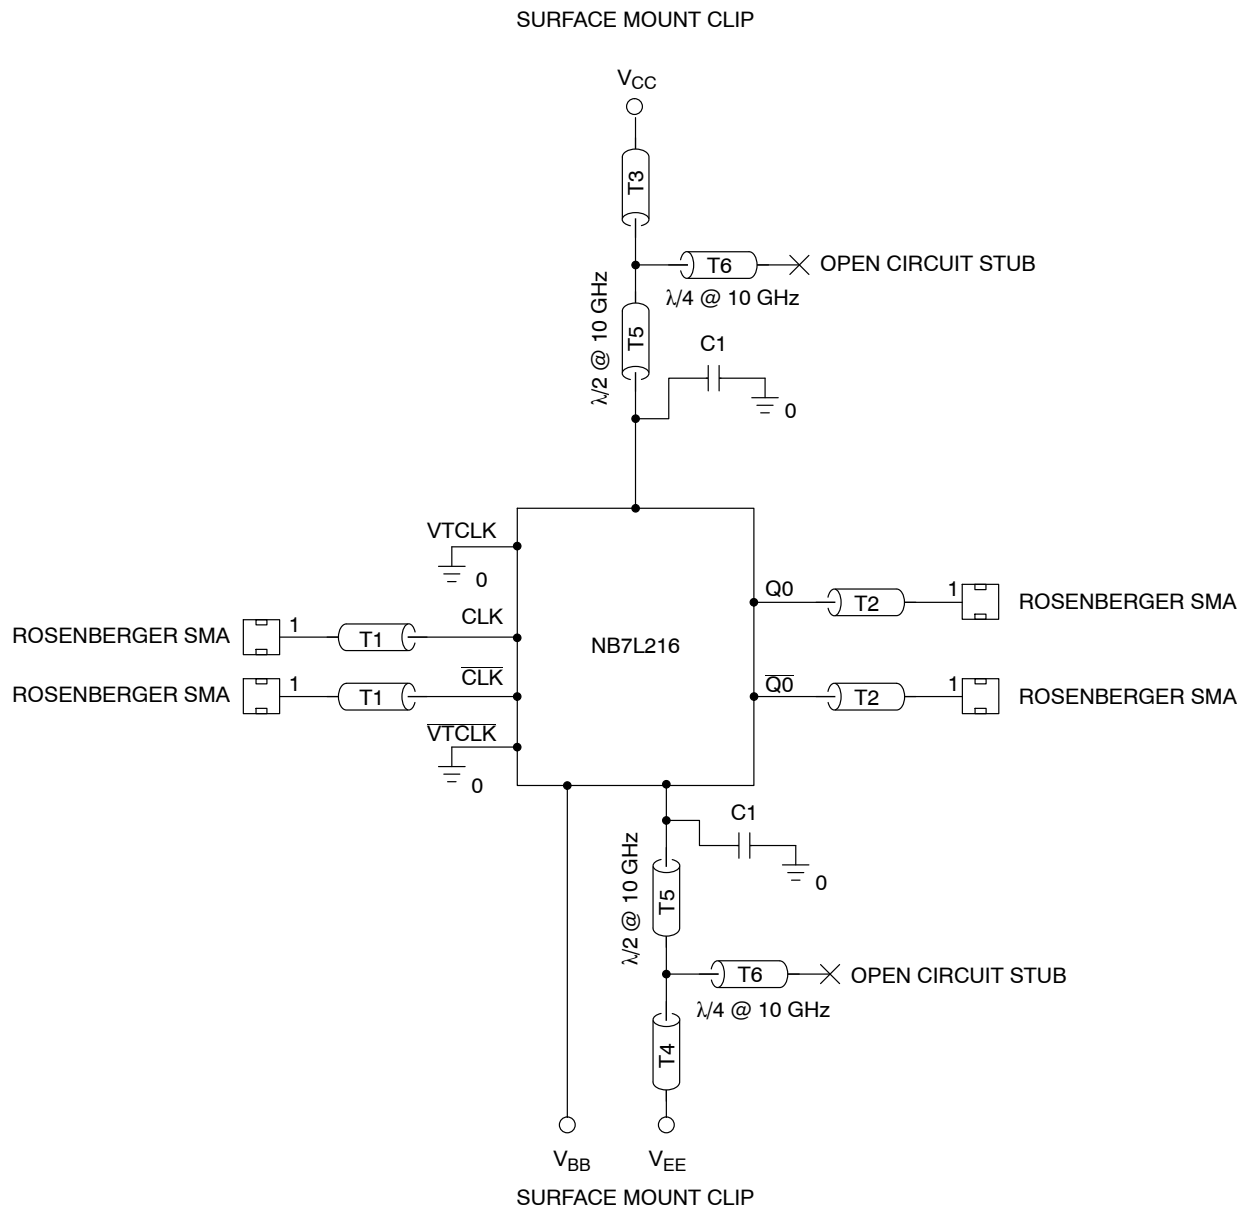 SURFACE MOUNT CLIP
VCC
T3
T6
OPEN CIRCUIT STUB
λ/4 @ 10 GHz
λ/2 @ 10 GHz
T5
C1
0
VTCLK
0
Q0
T2
1
ROSENBERGER SMA
ROSENBERGER SMA
1
T1
CLK
NB7L216
ROSENBERGER SMA
1
T1
C̅L̅K̅
Q̅0̅
T2
1
ROSENBERGER SMA
V̅T̅C̅L̅K̅
0
C1
0
λ/2 @ 10 GHz
T5
T6
OPEN CIRCUIT STUB
λ/4 @ 10 GHz
T4
VBB
VEE
SURFACE MOUNT CLIP